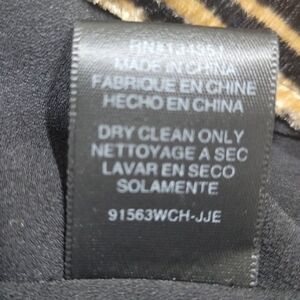 MADE IN CHINA
FABRIQUE EN CHINE
HECHO EN CHINA
DRY CLEAN ONLY
NETTOYAGE A SEC
LAVAR EN SECO
SOLAMENTE
91563WCH-JJE